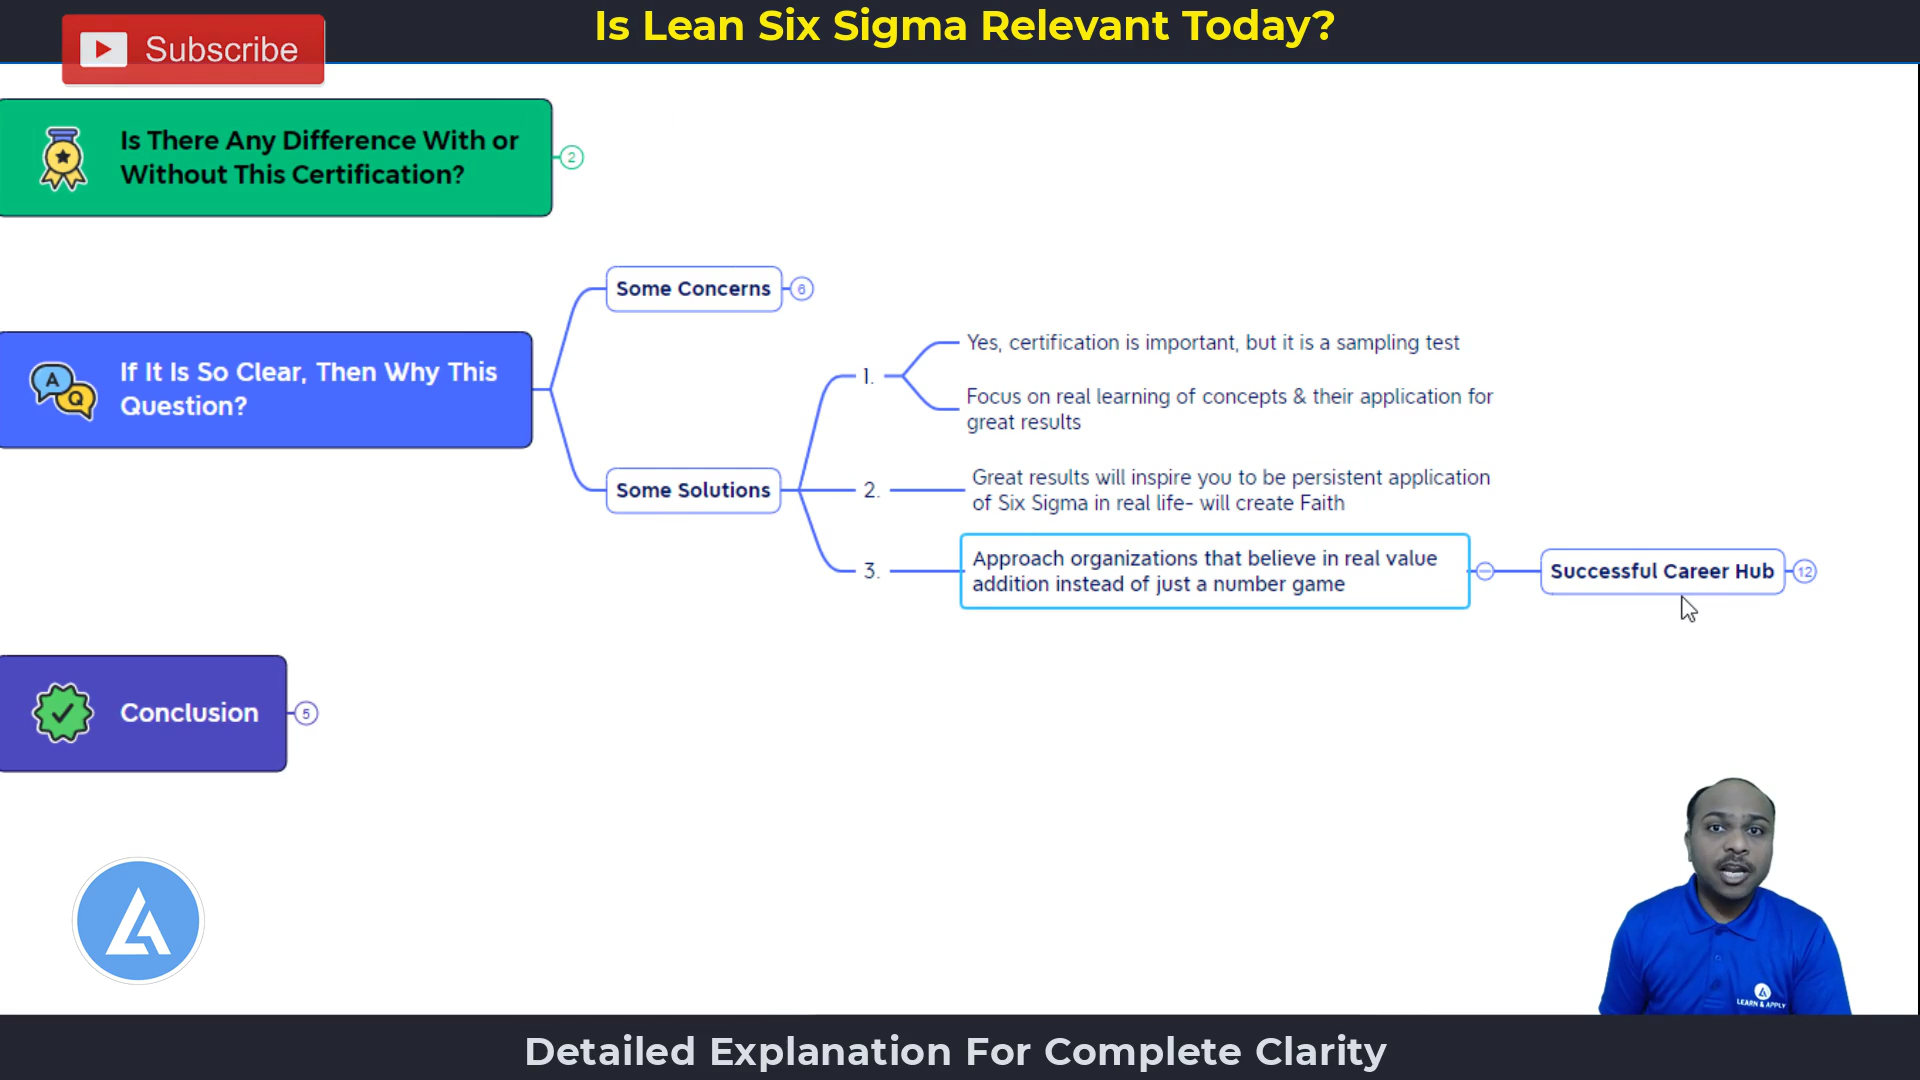 Is Lean Six Sigma Relevant Today?
Subscribe
Is There Any Difference With or
Without This Certification?
2
Some Concerns
6
If It Is So Clear, Then Why This
Question?
A
Q
Some Solutions
1.
Yes, certification is important, but it is a sampling test
Focus on real learning of concepts & their application for
great results
2.
Great results will inspire you to be persistent application
of Six Sigma in real life- will create Faith
3.
Approach organizations that believe in real value
addition instead of just a number game
Successful Career Hub
12
Conclusion
5
LEARN & APPLY
Detailed Explanation For Complete Clarity